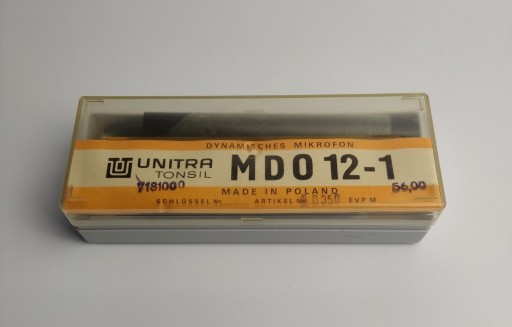 DYNAMISCHES MIKROFON
UNITRA
TONSIL
MDO 12-1
MADE IN POLAND
56,00
SCHLÜSSEL Nr. ARTIKEL Nr. EVP M